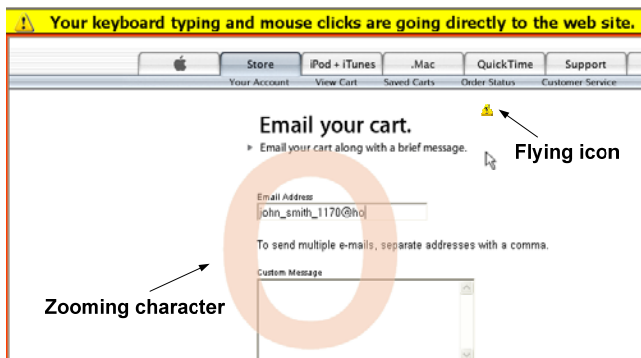 Your keyboard typing and mouse clicks are going directly to the web site.
Store iPod + iTunes .Mac QuickTime Support
Your Account View Cart Saved Carts Order Status Customer Service
Email your cart.
Email your cart along with a brief message.
Flying icon
Email Address
john_smith_1170@ho
To send multiple e-mails, separate addresses with a comma.
Custom Message
Zooming character
o